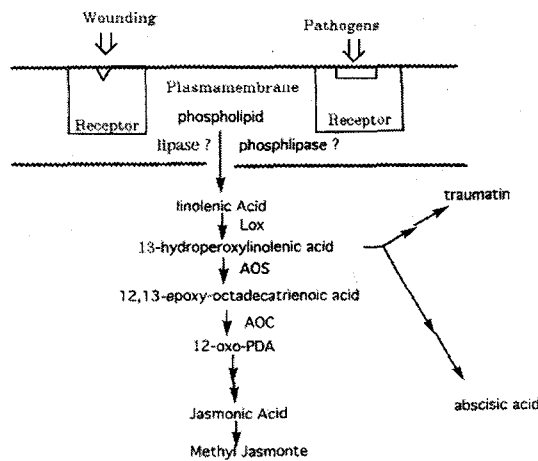 Wounding
Pathogens
Plasmamembrane
Receptor
phospholipid
Receptor
lipase ?
phosphlipase ?
linolenic Acid
Lox
traumatin
13-hydroperoxylinolenic acid
AOS
12,13-epoxy-octadecatrienoic acid
AOC
12-oxo-PDA
abscisic acid
Jasmonic Acid
Methyl Jasmonte